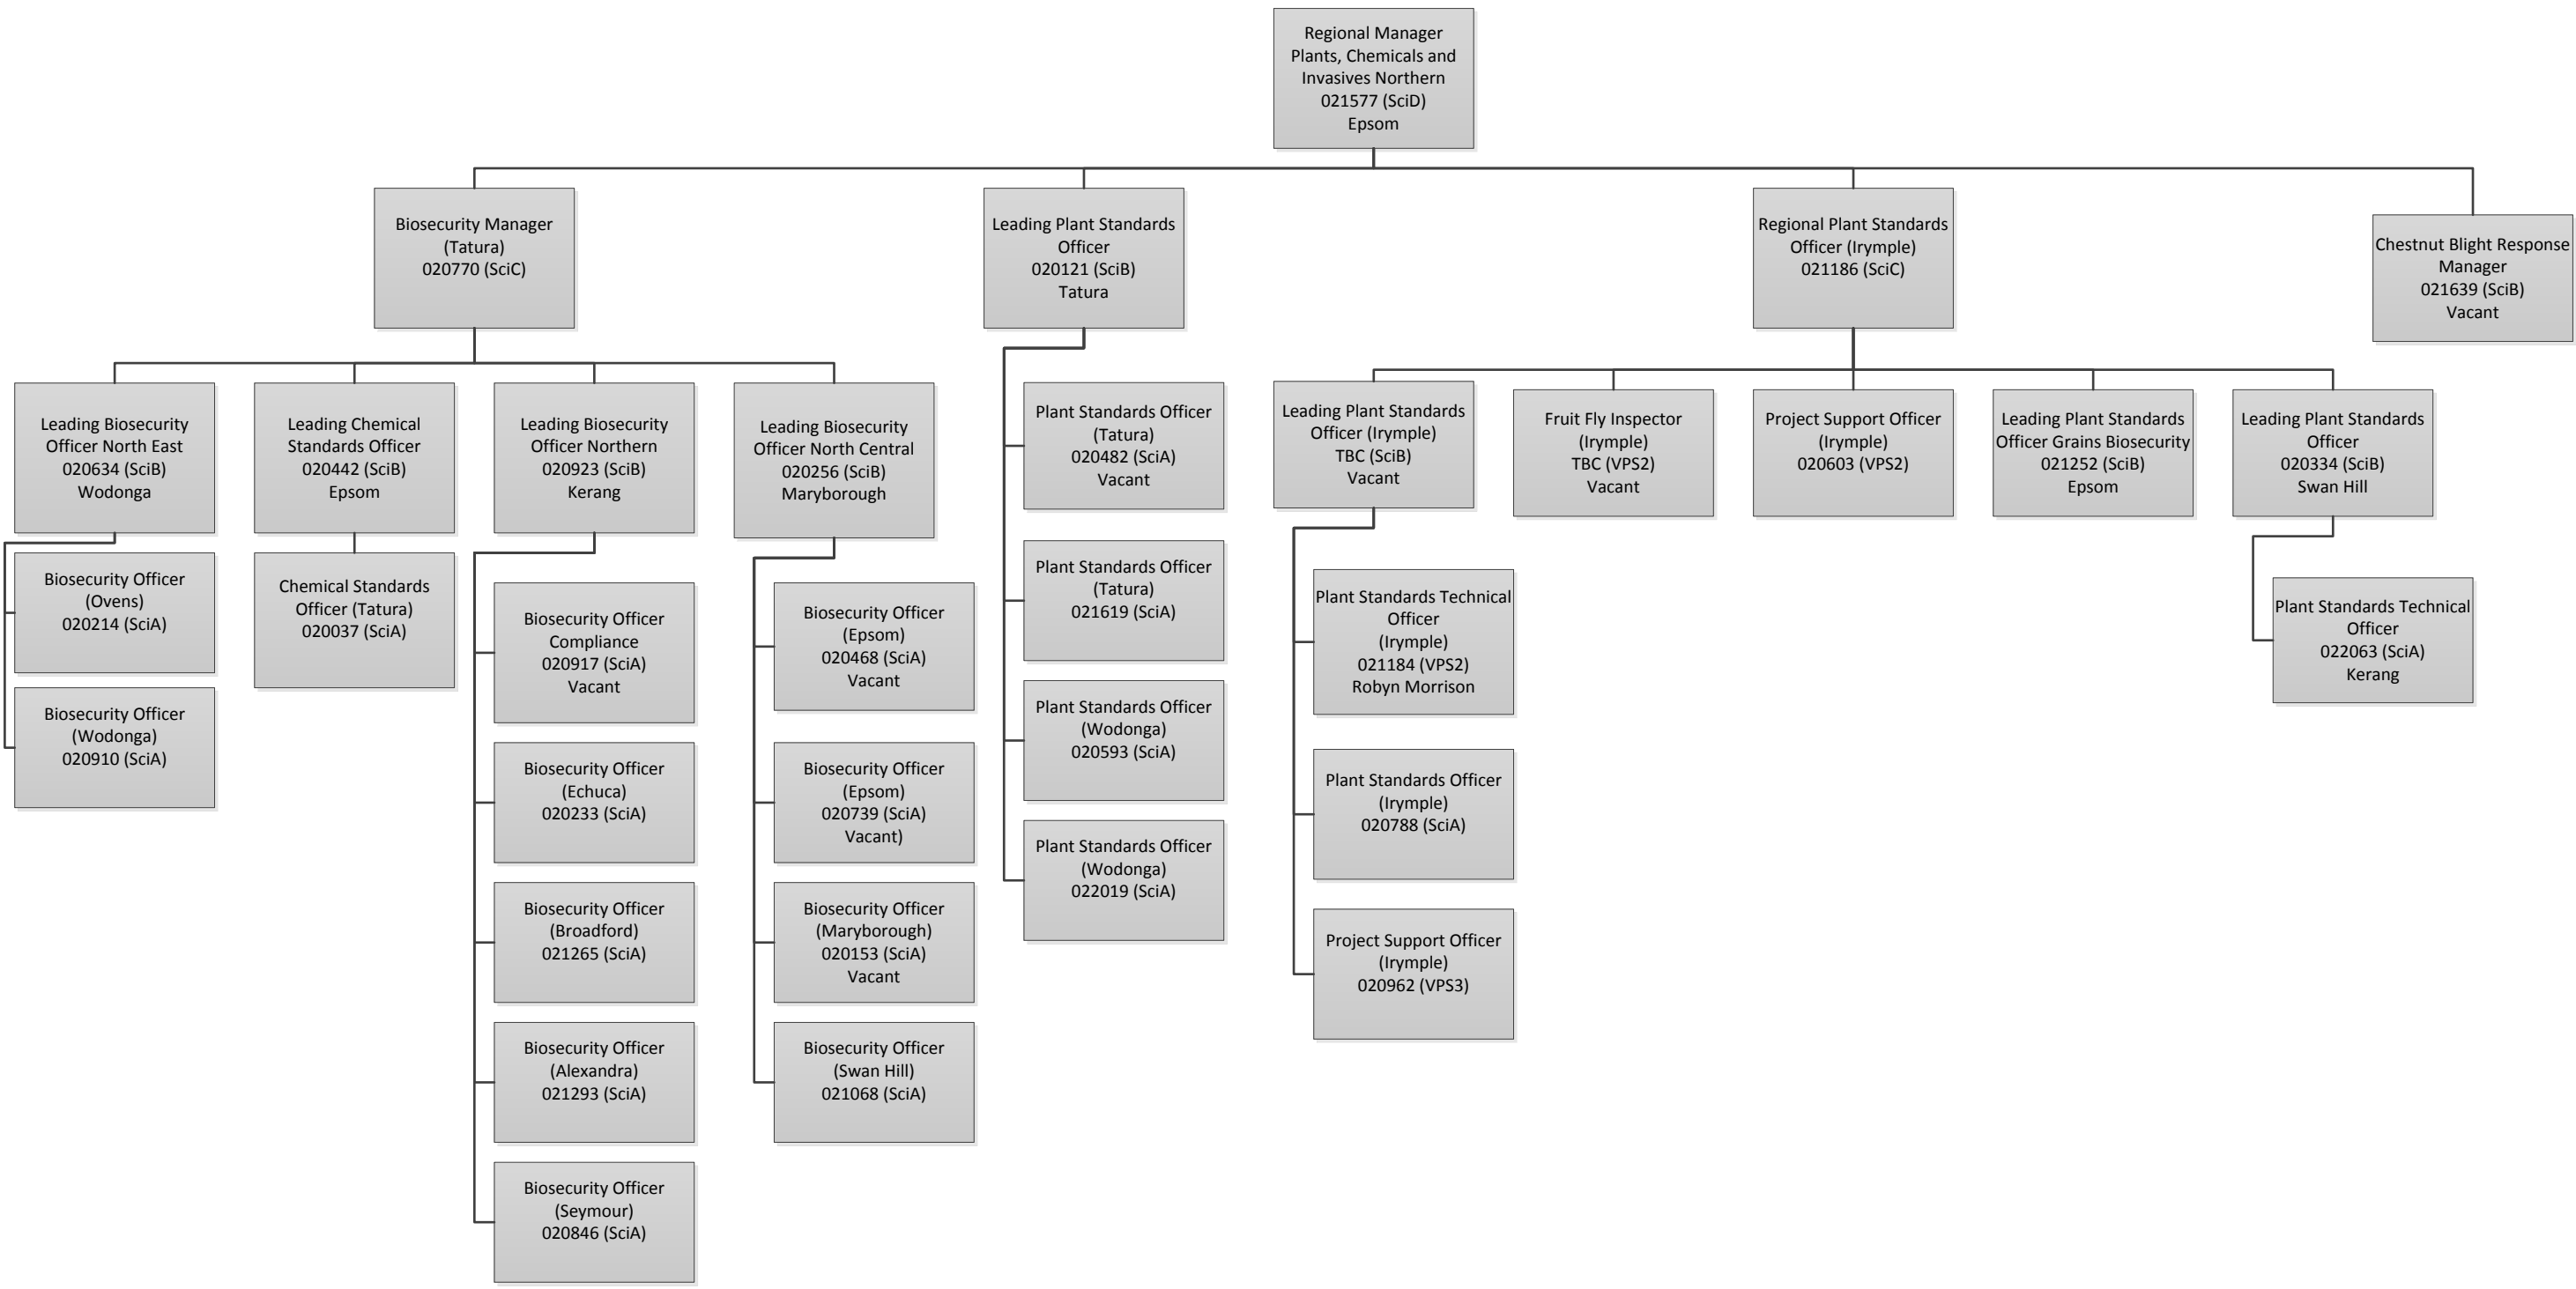 Regional Manager
Plants, Chemicals and
Invasives Northern
021577 (SciD)
Epsom
Biosecurity Manager
(Tatura)
020770 (SciC)
Leading Plant Standards
Officer
020121 (SciB)
Tatura
Regional Plant Standards
Officer (Irymple)
021186 (SciC)
Chestnut Blight Response
Manager
021639 (SciB)
Vacant
Leading Biosecurity
Officer North East
020634 (SciB)
Wodonga
Leading Chemical
Standards Officer
020442 (SciB)
Epsom
Leading Biosecurity
Officer Northern
020923 (SciB)
Kerang
Leading Biosecurity
Officer North Central
020256 (SciB)
Maryborough
Plant Standards Officer
(Tatura)
020482 (SciA)
Vacant
Leading Plant Standards
Officer (Irymple)
TBC (SciB)
Vacant
Fruit Fly Inspector
(Irymple)
TBC (VPS2)
Vacant
Project Support Officer
(Irymple)
020603 (VPS2)
Leading Plant Standards
Officer Grains Biosecurity
021252 (SciB)
Epsom
Leading Plant Standards
Officer
020334 (SciB)
Swan Hill
Biosecurity Officer
(Ovens)
020214 (SciA)
Chemical Standards
Officer (Tatura)
020037 (SciA)
Biosecurity Officer
Compliance
020917 (SciA)
Vacant
Biosecurity Officer
(Epsom)
020468 (SciA)
Vacant
Plant Standards Officer
(Tatura)
021619 (SciA)
Plant Standards Technical
Officer
(Irymple)
021184 (VPS2)
Robyn Morrison
Plant Standards Technical
Officer
022063 (SciA)
Kerang
Biosecurity Officer
(Wodonga)
020910 (SciA)
Biosecurity Officer
(Echuca)
020233 (SciA)
Biosecurity Officer
(Epsom)
020739 (SciA)
Vacant)
Plant Standards Officer
(Wodonga)
020593 (SciA)
Plant Standards Officer
(Irymple)
020788 (SciA)
Biosecurity Officer
(Broadford)
021265 (SciA)
Biosecurity Officer
(Maryborough)
020153 (SciA)
Vacant
Plant Standards Officer
(Wodonga)
022019 (SciA)
Project Support Officer
(Irymple)
020962 (VPS3)
Biosecurity Officer
(Alexandra)
021293 (SciA)
Biosecurity Officer
(Swan Hill)
021068 (SciA)
Biosecurity Officer
(Seymour)
020846 (SciA)